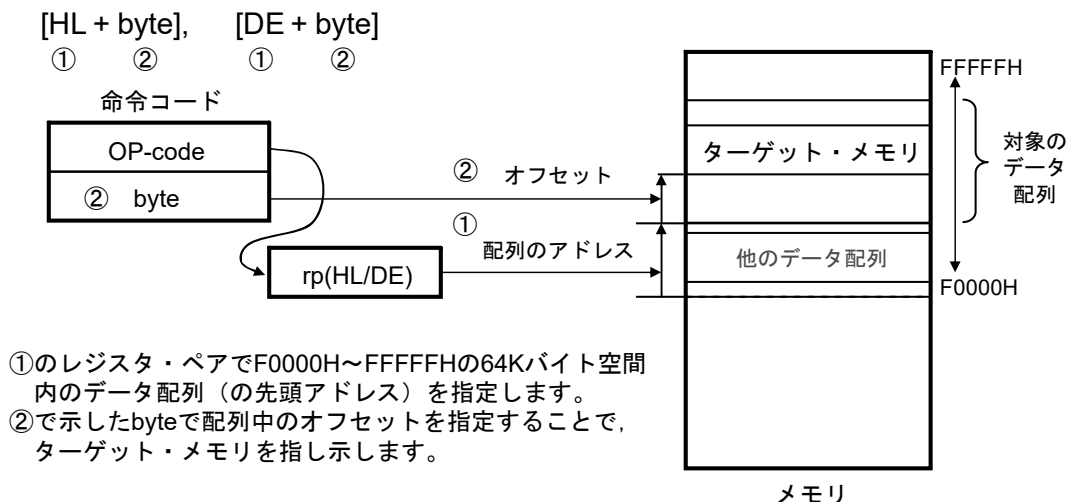 [HL + byte], [DE + byte]
① ② ① ②
命令コード
OP-code
② byte
rp(HL/DE)
② オフセット
①
配列のアドレス
FFFFFH
ターゲット・メモリ
対象の
データ
配列
他のデータ配列
F0000H
メモリ
①のレジスタ・ペアでF0000H～FFFFFHの64Kバイト空間
内のデータ配列（の先頭アドレス）を指定します。
②で示したbyteで配列中のオフセットを指定することで,
ターゲット・メモリを指し示します。